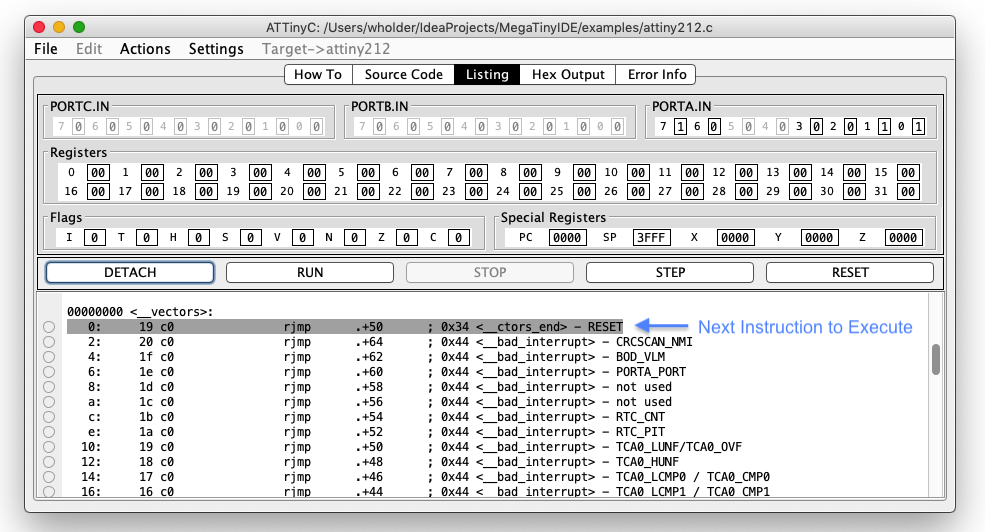 ATTinyC: /Users/wholder/IdeaProjects/MegaTinyIDE/examples/attiny212.c
File Edit Actions Settings Target->attiny212
How To Source Code Listing Hex Output Error Info
PORTC.IN PORTB.IN PORTA.IN
7 0 6 0 5 0 4 0 3 0 2 0 1 0 0 0 7 0 6 0 5 0 4 0 3 0 2 0 1 0 0 0 7 1 6 0 5 0 4 0 3 0 2 0 1 1 0 1
Registers
0 00 1 00 2 00 3 00 4 00 5 00 6 00 7 00 8 00 9 00 10 00 11 00 12 00 13 00 14 00 15 00
16 00 17 00 18 00 19 00 20 00 21 00 22 00 23 00 24 00 25 00 26 00 27 00 28 00 29 00 30 00 31 00
Flags Special Registers
I 0 T 0 H 0 S 0 V 0 N 0 Z 0 C 0 PC 0000 SP 3FFF X 0000 Y 0000 Z 0000
DETACH RUN STOP STEP RESET
00000000 <__vectors>:
0: 19 c0 rjmp .+50 ; 0x34 <__ctors_end> - RESET Next Instruction to Execute
2: 20 c0 rjmp .+64 ; 0x44 <__bad_interrupt> - CRCSCAN_NMI
4: 1f c0 rjmp .+62 ; 0x44 <__bad_interrupt> - BOD_VLM
6: 1e c0 rjmp .+60 ; 0x44 <__bad_interrupt> - PORTA_PORT
8: 1d c0 rjmp .+58 ; 0x44 <__bad_interrupt> - not used
a: 1c c0 rjmp .+56 ; 0x44 <__bad_interrupt> - not used
c: 1b c0 rjmp .+54 ; 0x44 <__bad_interrupt> - RTC_CNT
e: 1a c0 rjmp .+52 ; 0x44 <__bad_interrupt> - RTC_PIT
10: 19 c0 rjmp .+50 ; 0x44 <__bad_interrupt> - TCA0_LUNF/TCA0_OVF
12: 18 c0 rjmp .+48 ; 0x44 <__bad_interrupt> - TCA0_HUNF
14: 17 c0 rjmp .+46 ; 0x44 <__bad_interrupt> - TCA0_LCMP0 / TCA0_CMP0
16: 16 c0 rjmp .+44 ; 0x44 <__bad_interrupt> - TCA0_LCMP1 / TCA0_CMP1